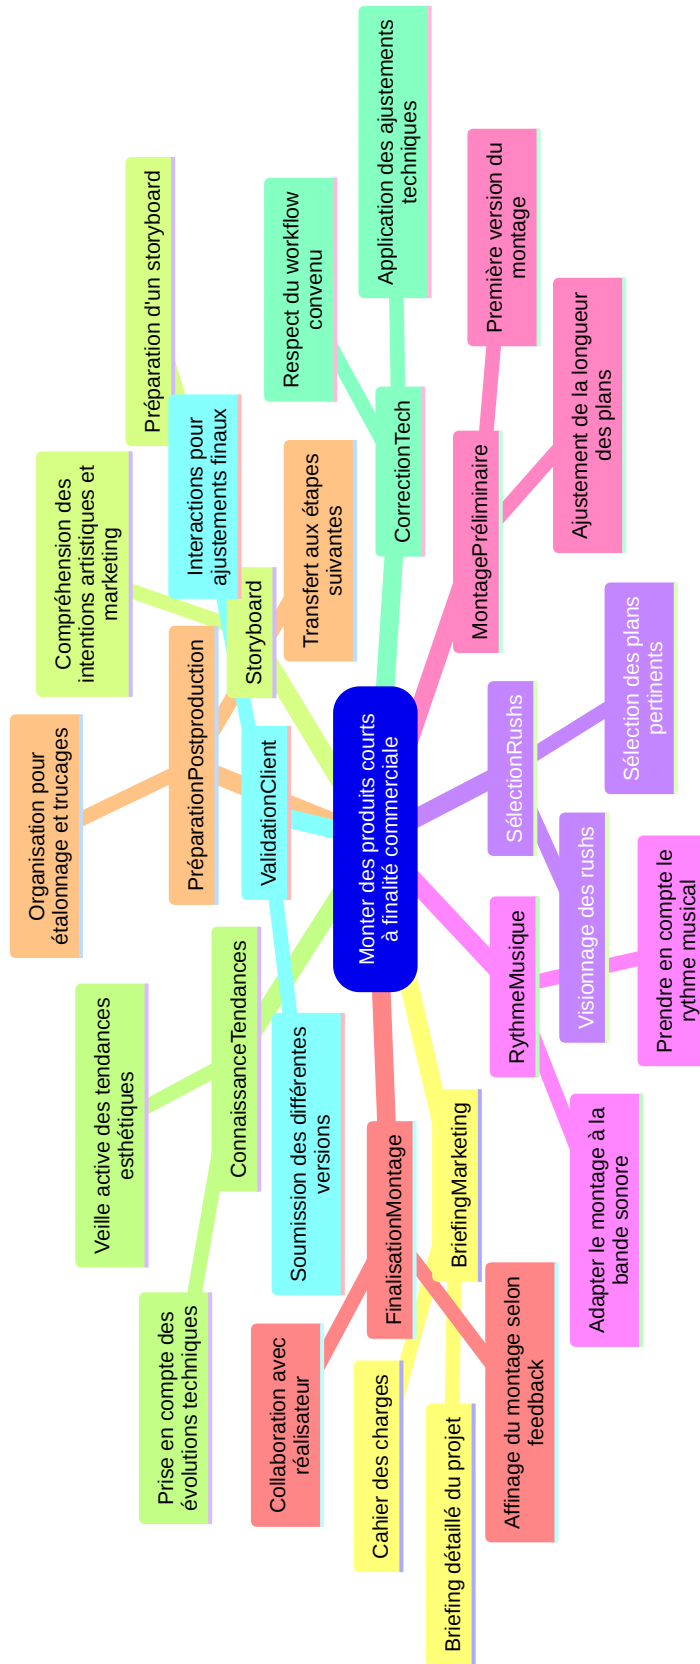 Monter des produits courts
à finalité commerciale
Application des ajustements
techniques
Respect du workflow
convenu
CorrectionTech
Première version du
montage
Ajustement de la longueur
des plans
MontagePréliminaire
Préparation d'un storyboard
Compréhension des
intentions artistiques et
marketing
Storyboard
Interactions pour
ajustements finaux
ValidationClient
Soumission des différentes
versions
Transfert aux étapes
suivantes
PréparationPostproduction
Organisation pour
étalonnage et trucages
Sélection des plans
pertinents
SélectionRushs
Visionnage des rushs
RythmeMusique
Prendre en compte le
rythme musical
Adapter le montage à la
bande sonore
ConnaissanceTendances
Veille active des tendances
esthétiques
Prise en compte des
évolutions techniques
FinalisationMontage
Collaboration avec
réalisateur
Affinage du montage selon
feedback
BriefingMarketing
Cahier des charges
Briefing détaillé du projet